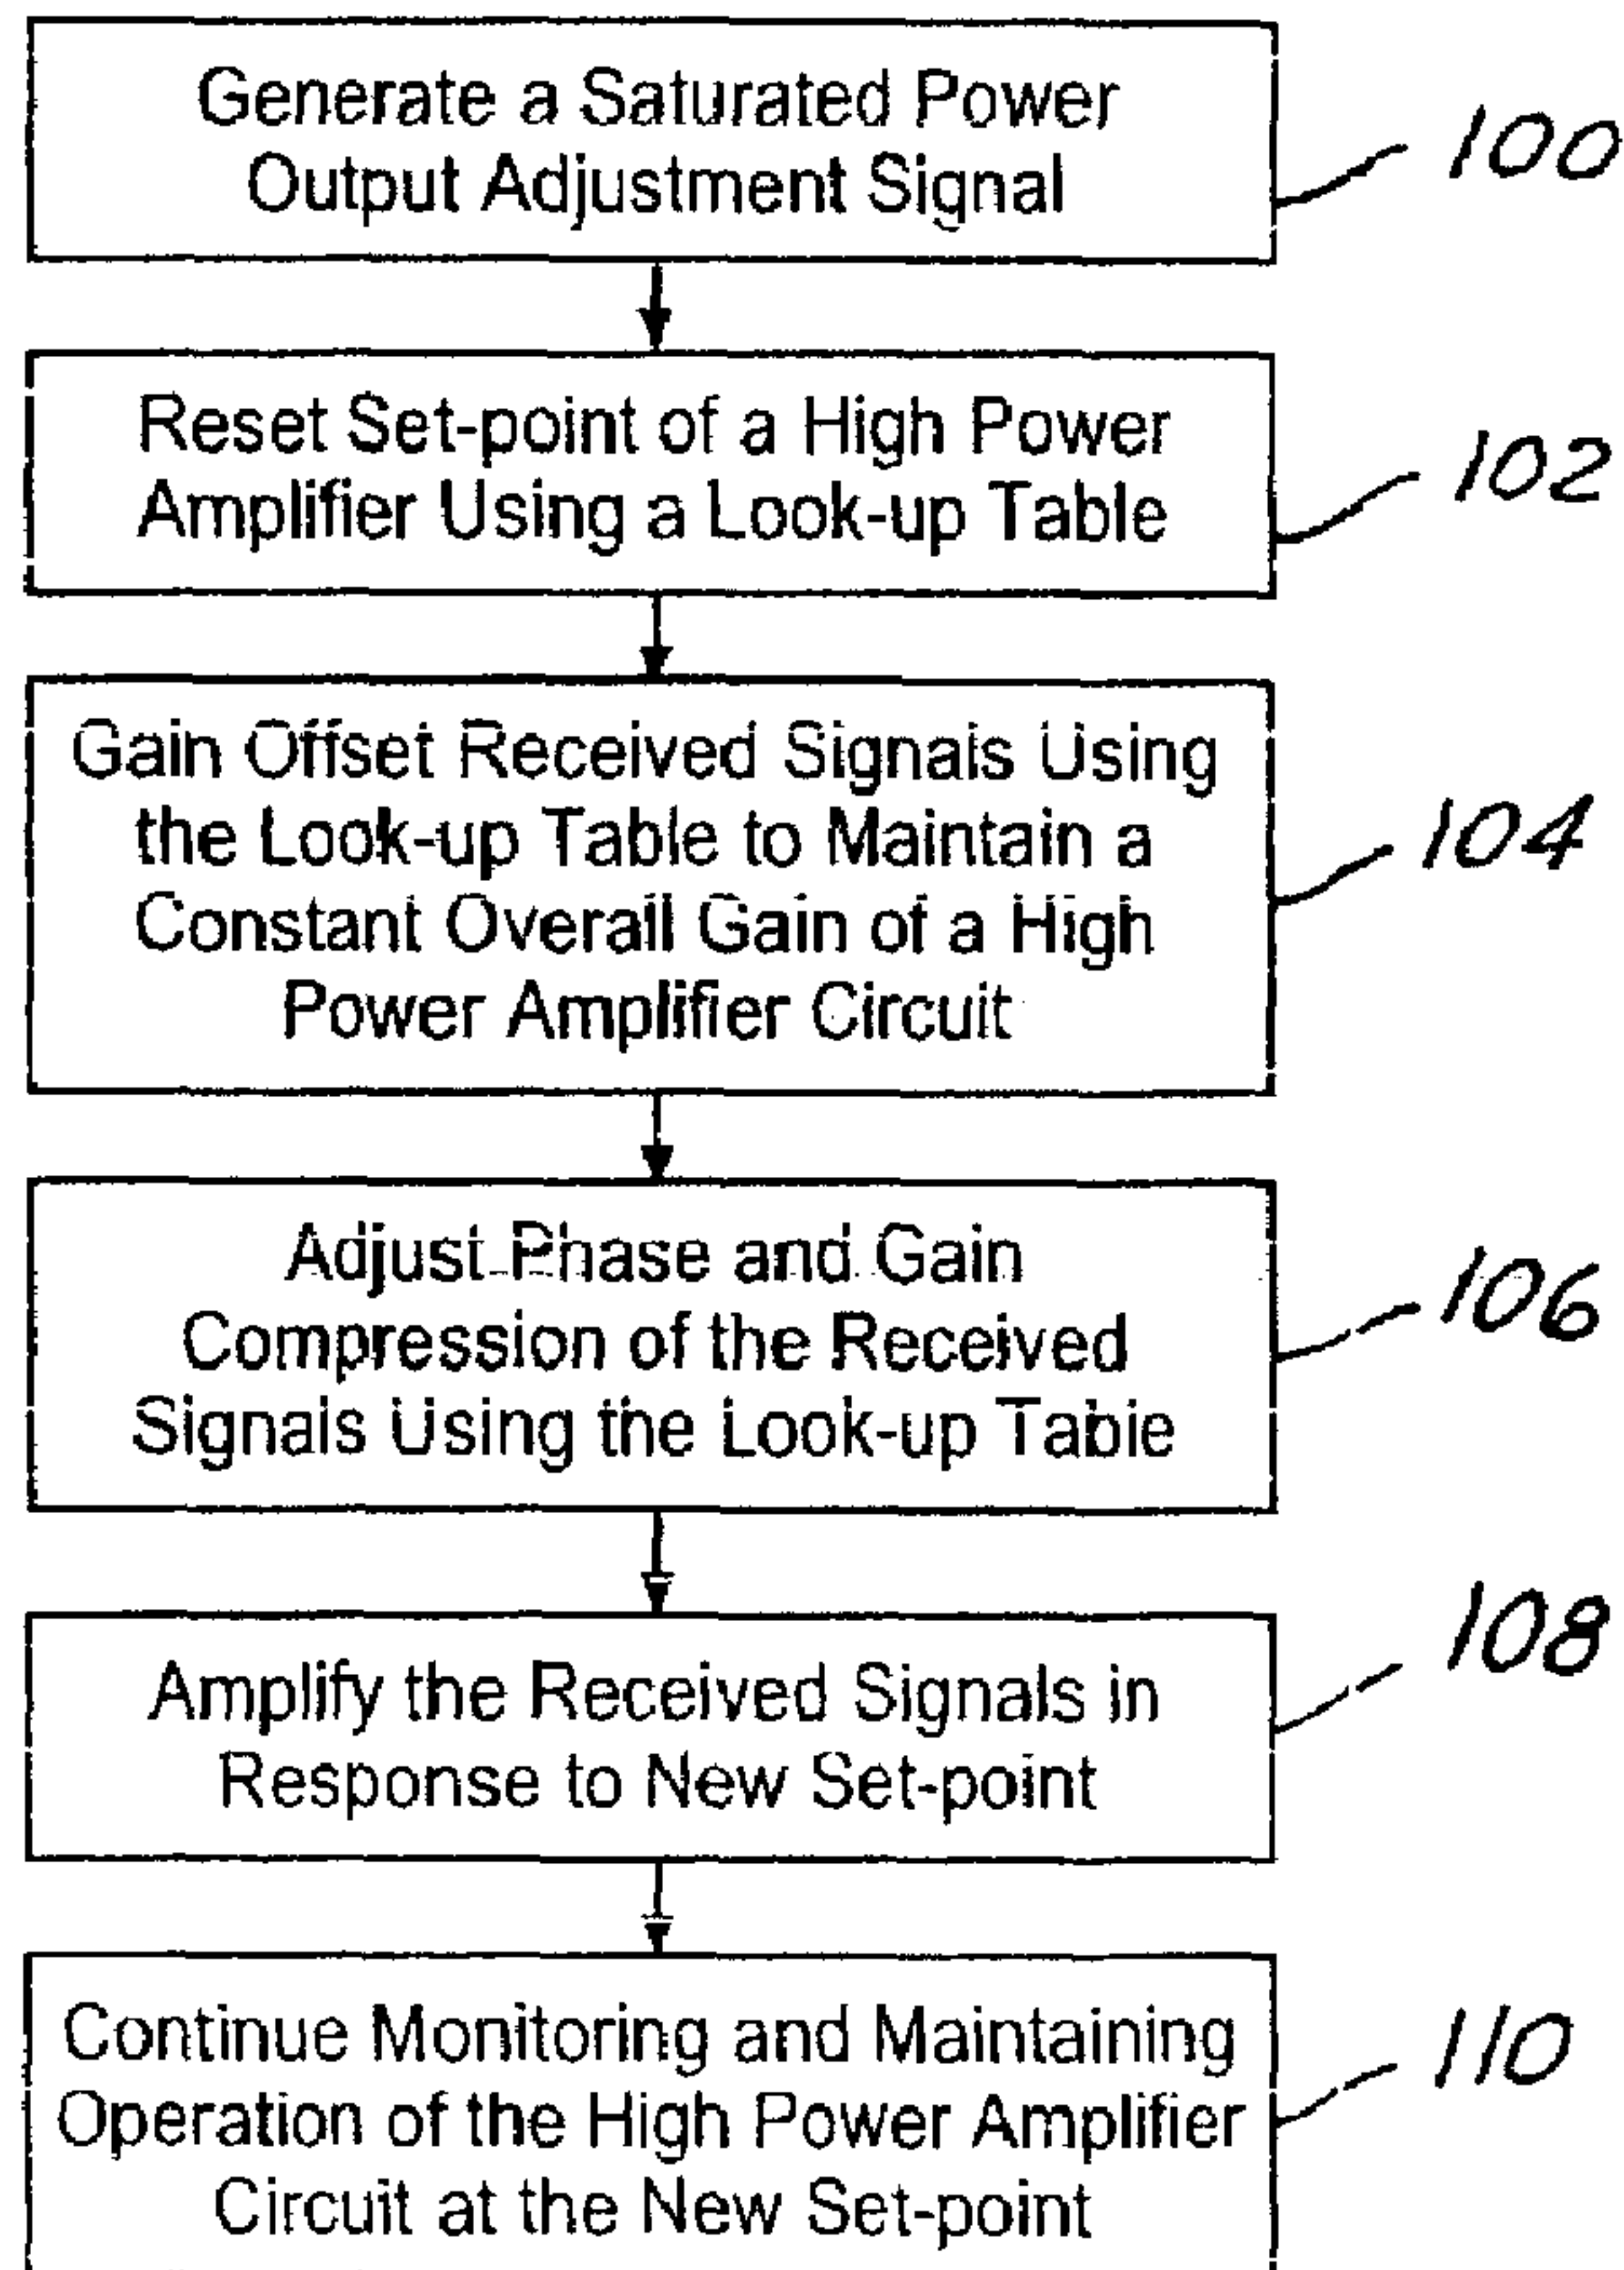 Generate a Saturated Power
Output Adjustment Signal
100
Reset Set-point of a High Power
Amplifier Using a Look-up Table
102
Gain Offset Received Signals Using
the Look-up Table to Maintain a
Constant Overall Gain of a High
Power Amplifier Circuit
104
Adjust Phase and Gain
Compression of the Received
Signals Using the Look-up Table
106
Amplify the Received Signals in
Response to New Set-point
108
Continue Monitoring and Maintaining
Operation of the High Power Amplifier
Circuit at the New Set-point
110